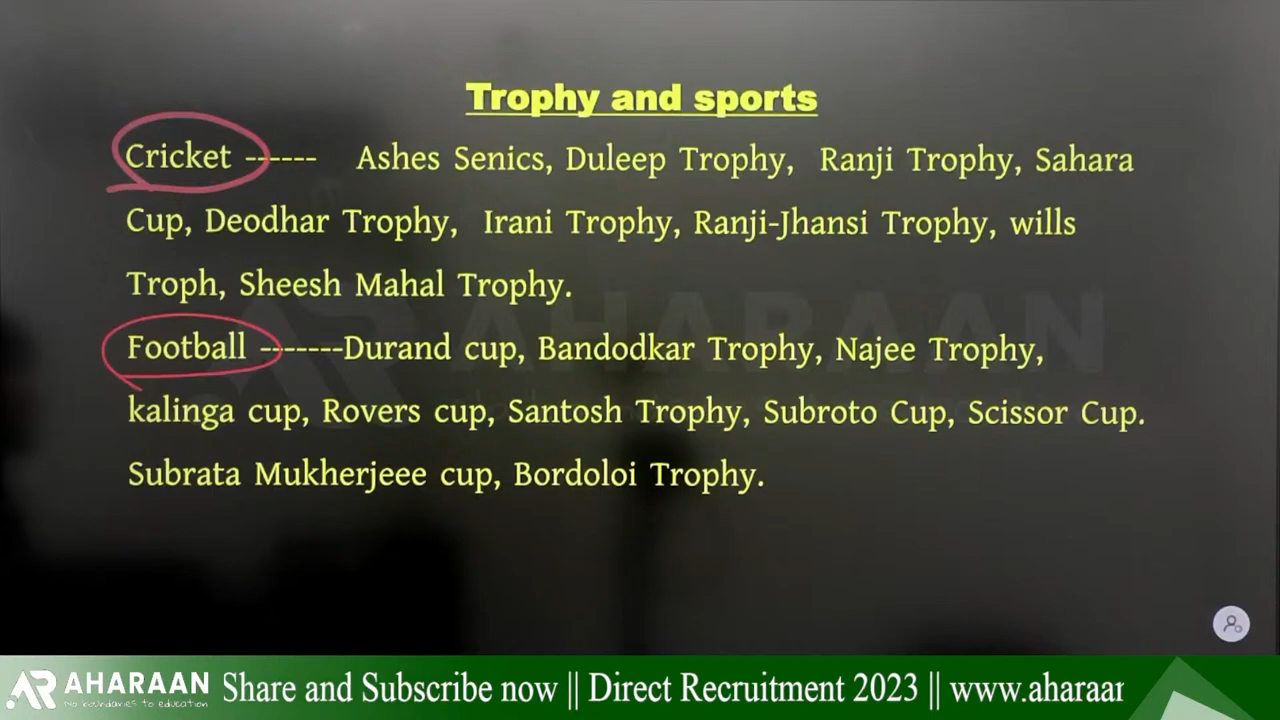 Trophy and sports
Cricket ------ Ashes Senics, Duleep Trophy, Ranji Trophy, Sahara
Cup, Deodhar Trophy, Irani Trophy, Ranji-Jhansi Trophy, wills
Troph, Sheesh Mahal Trophy.
Football -------Durand cup, Bandodkar Trophy, Najee Trophy,
kalinga cup, Rovers cup, Santosh Trophy, Subroto Cup, Scissor Cup.
Subrata Mukherjeee cup, Bordoloi Trophy.
AR AHARAAN
AR AHARAAN Share and Subscribe now || Direct Recruitment 2023 || www.aharaar
No boundaries to education